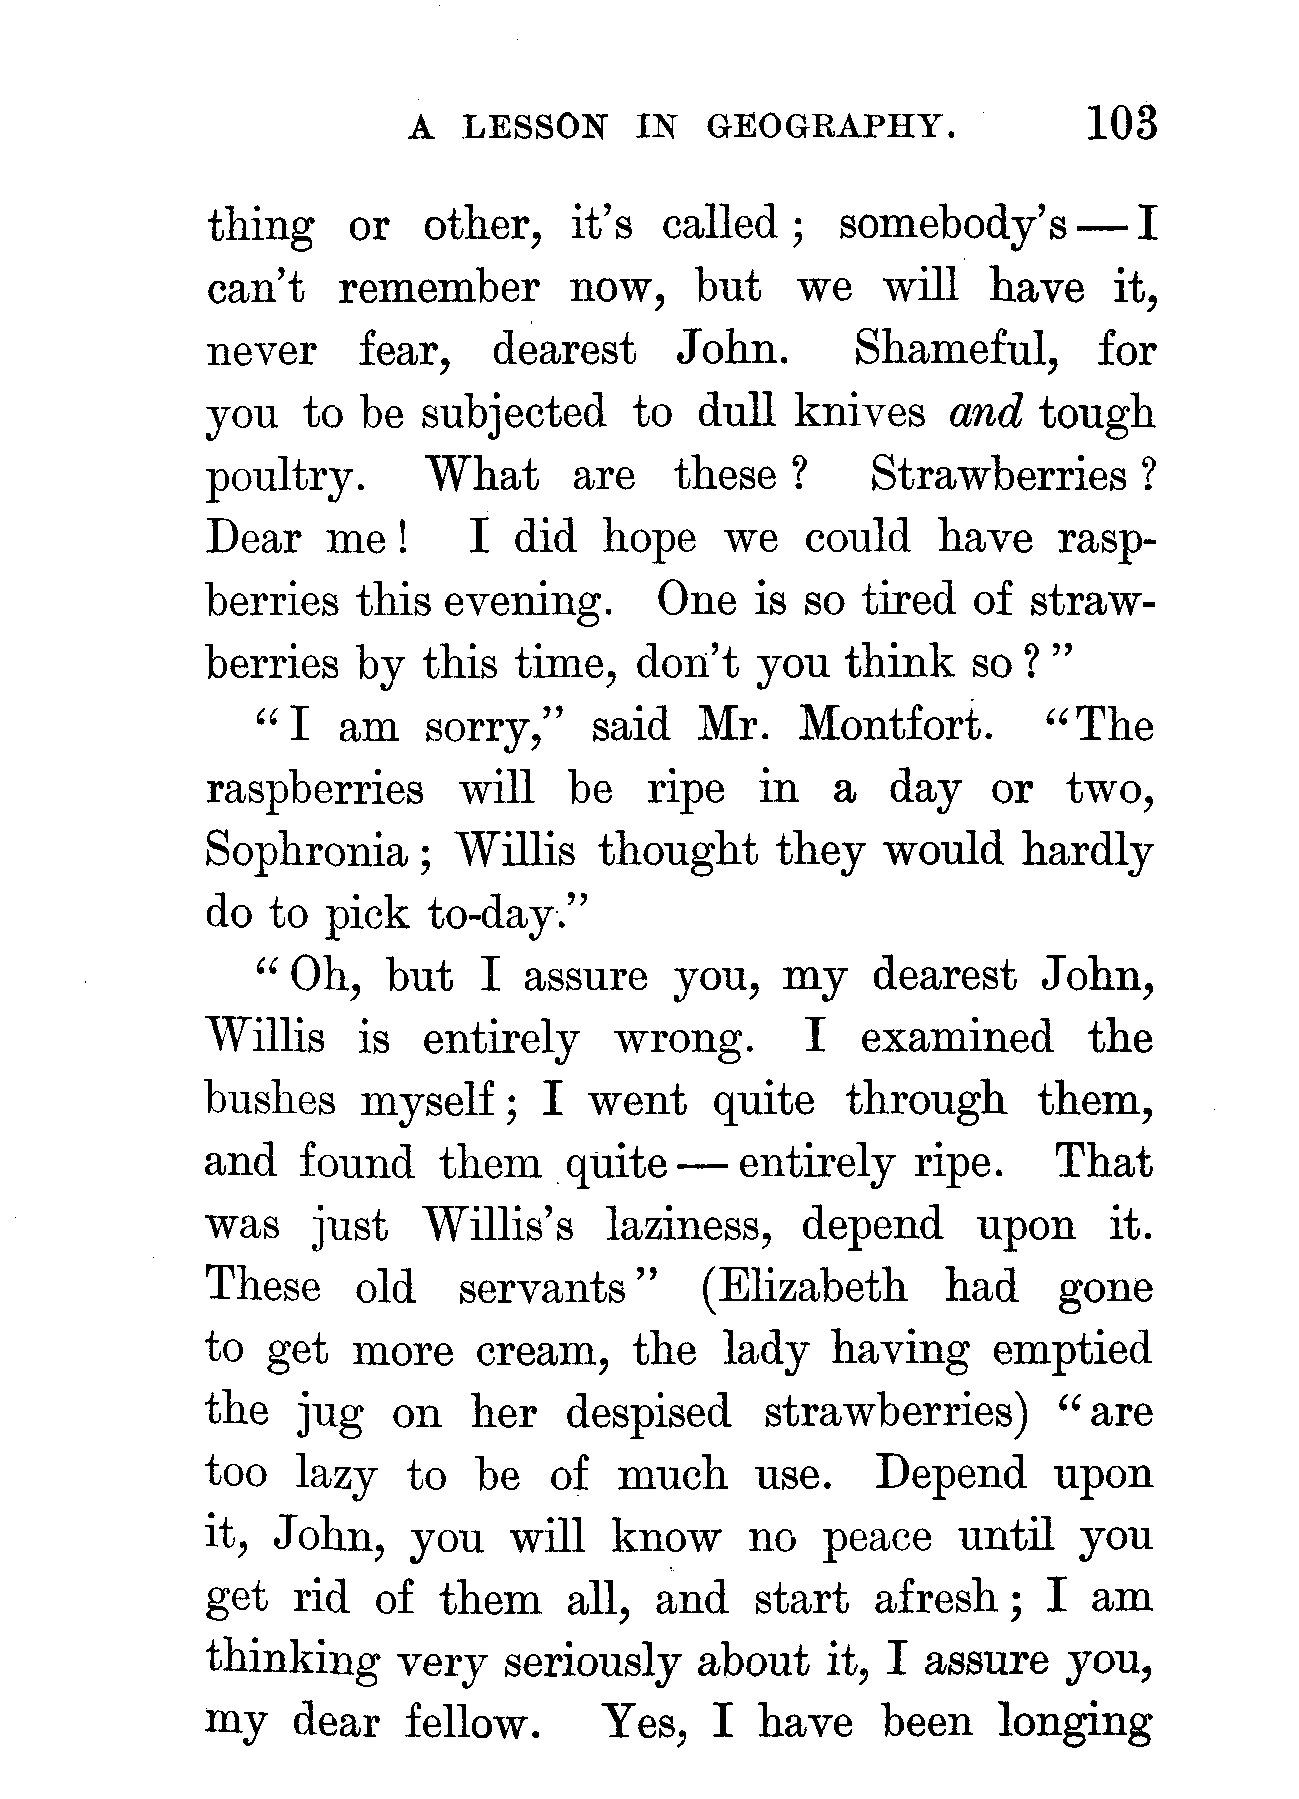 A LESSON IN GEOGRAPHY. 103
thing or other, it's called; somebody's—I
can't remember now, but we will have it,
never fear, dearest John. Shameful, for
you to be subjected to dull knives and tough
poultry. What are these? Strawberries?
Dear me! I did hope we could have rasp-
berries this evening. One is so tired of straw-
berries by this time, don't you think so?"
"I am sorry," said Mr. Montfort. "The
raspberries will be ripe in a day or two,
Sophronia; Willis thought they would hardly
do to pick to-day."
"Oh, but I assure you, my dearest John,
Willis is entirely wrong. I examined the
bushes myself; I went quite through them,
and found them quite—entirely ripe. That
was just Willis's laziness, depend upon it.
These old servants" (Elizabeth had gone
to get more cream, the lady having emptied
the jug on her despised strawberries) "are
too lazy to be of much use. Depend upon
it, John, you will know no peace until you
get rid of them all, and start afresh; I am
thinking very seriously about it, I assure you,
my dear fellow. Yes, I have been longing